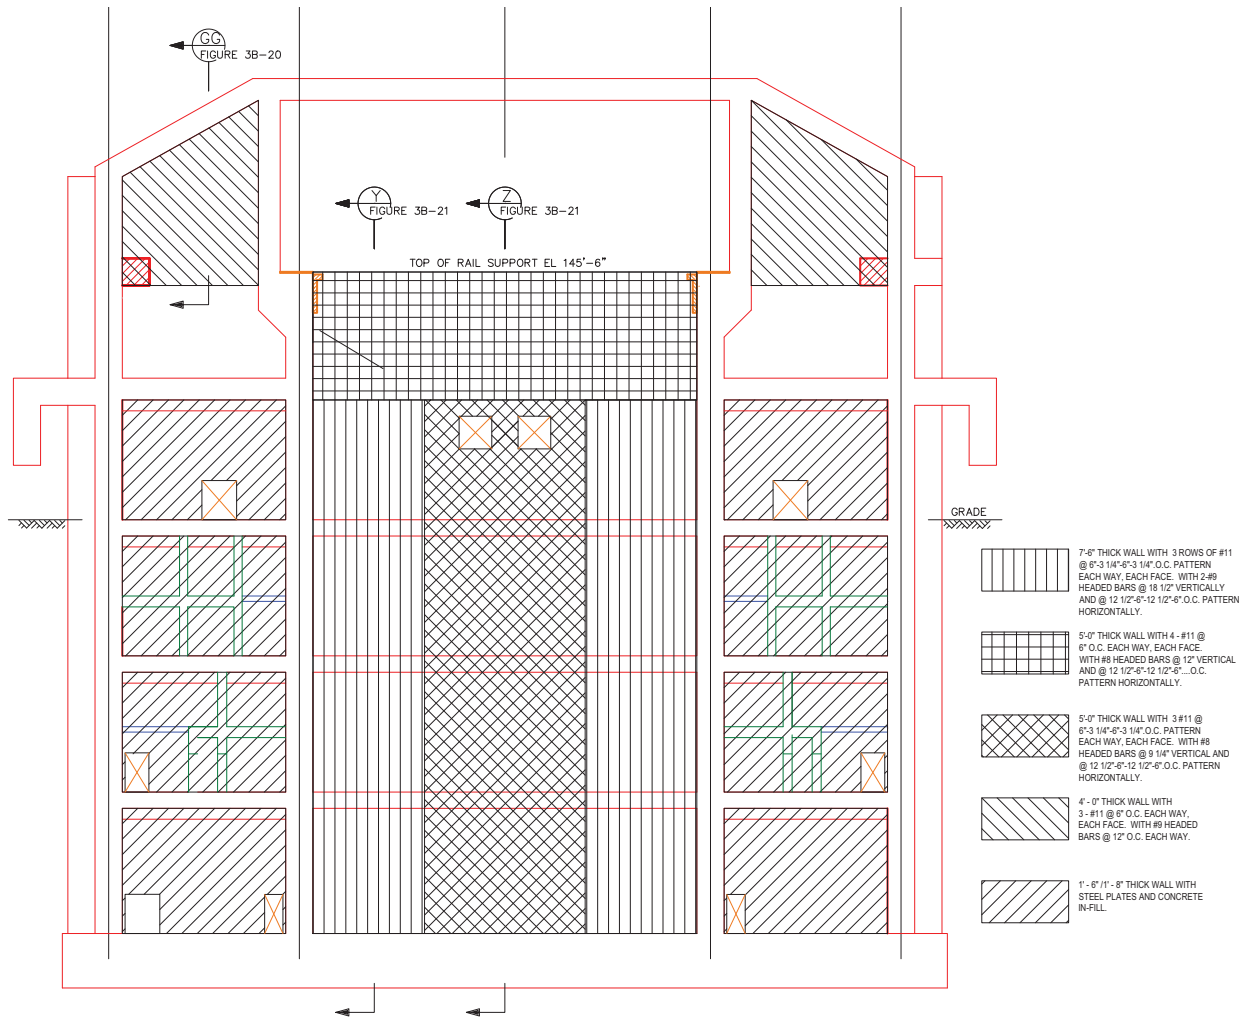 GG
FIGURE 3B-20
Y
FIGURE 3B-21
Z
FIGURE 3B-21
TOP OF RAIL SUPPORT EL 145'-6"
GRADE
7'-6" THICK WALL WITH 3 ROWS OF #11
@ 6"-3 1/4"-6"-3 1/4".O.C. PATTERN
EACH WAY, EACH FACE. WITH 2-#9
HEADED BARS @ 18 1/2" VERTICALLY
AND @ 12 1/2"-6"-12 1/2"-6".O.C. PATTERN
HORIZONTALLY.
5'-0" THICK WALL WITH 4 - #11 @
6" O.C. EACH WAY, EACH FACE.
WITH #8 HEADED BARS @ 12" VERTICAL
AND @ 12 1/2"-6"-12 1/2"-6"....O.C.
PATTERN HORIZONTALLY.
5'-0" THICK WALL WITH 3 #11 @
6"-3 1/4"-6"-3 1/4".O.C. PATTERN
EACH WAY, EACH FACE. WITH #8
HEADED BARS @ 9 1/4" VERTICAL AND
@ 12 1/2"-6"-12 1/2"-6".O.C. PATTERN
HORIZONTALLY.
4' - 0" THICK WALL WITH
3 - #11 @ 6" O.C. EACH WAY,
EACH FACE. WITH #9 HEADED
BARS @ 12" O.C. EACH WAY.
1' - 6" /1' - 8" THICK WALL WITH
STEEL PLATES AND CONCRETE
IN-FILL.